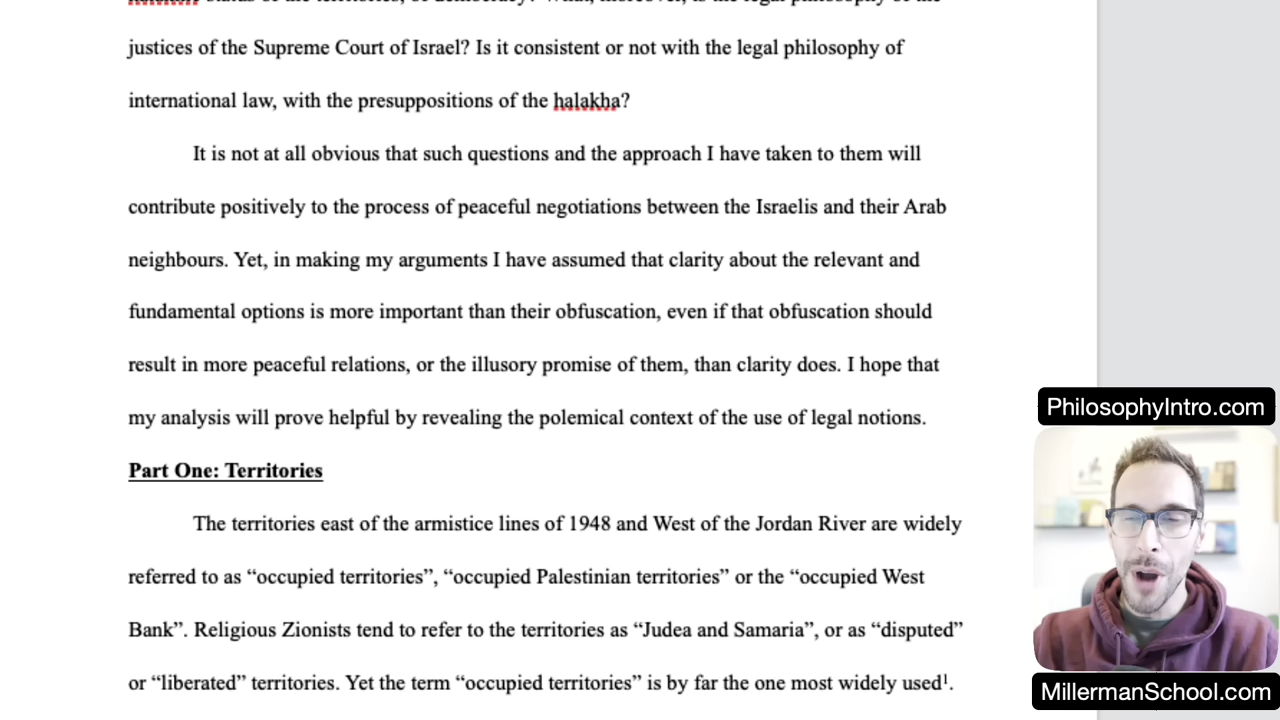 justices of the Supreme Court of Israel? Is it consistent or not with the legal philosophy of
international law, with the presuppositions of the halakha?
It is not at all obvious that such questions and the approach I have taken to them will
contribute positively to the process of peaceful negotiations between the Israelis and their Arab
neighbours. Yet, in making my arguments I have assumed that clarity about the relevant and
fundamental options is more important than their obfuscation, even if that obfuscation should
result in more peaceful relations, or the illusory promise of them, than clarity does. I hope that
my analysis will prove helpful by revealing the polemical context of the use of legal notions.
Part One: Territories
The territories east of the armistice lines of 1948 and West of the Jordan River are widely
referred to as “occupied territories”, “occupied Palestinian territories” or the “occupied West
Bank”. Religious Zionists tend to refer to the territories as “Judea and Samaria”, or as “disputed”
or “liberated” territories. Yet the term “occupied territories” is by far the one most widely used¹.
PhilosophyIntro.com
MillermanSchool.com